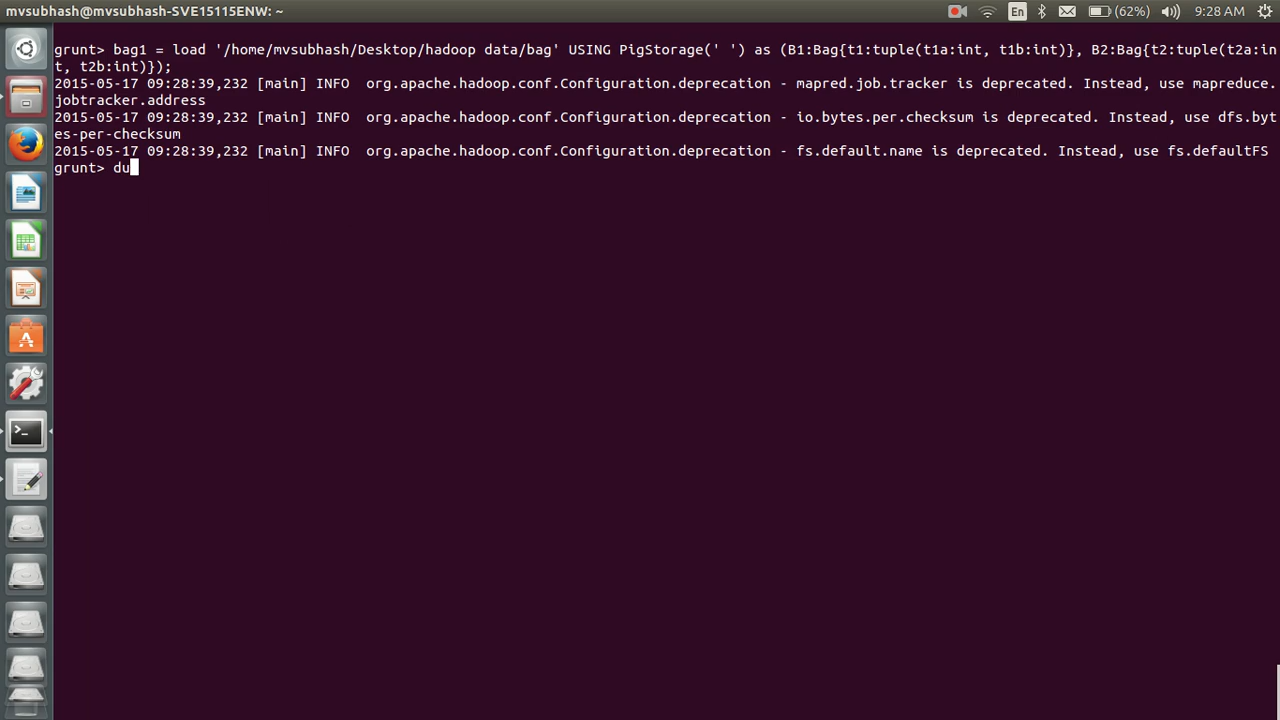 mvsubhash@mvsubhash-SVE15115ENW: ~
En
(62%)
9:28 AM
grunt> bag1 = load '/home/mvsubhash/Desktop/hadoop data/bag' USING PigStorage(' ') as (B1:Bag{t1:tuple(t1a:int, t1b:int)}, B2:Bag{t2:tuple(t2a:in
t, t2b:int)});
2015-05-17 09:28:39,232 [main] INFO  org.apache.hadoop.conf.Configuration.deprecation - mapred.job.tracker is deprecated. Instead, use mapreduce.
jobtracker.address
2015-05-17 09:28:39,232 [main] INFO  org.apache.hadoop.conf.Configuration.deprecation - io.bytes.per.checksum is deprecated. Instead, use dfs.byt
es-per-checksum
2015-05-17 09:28:39,232 [main] INFO  org.apache.hadoop.conf.Configuration.deprecation - fs.default.name is deprecated. Instead, use fs.defaultFS
grunt> du